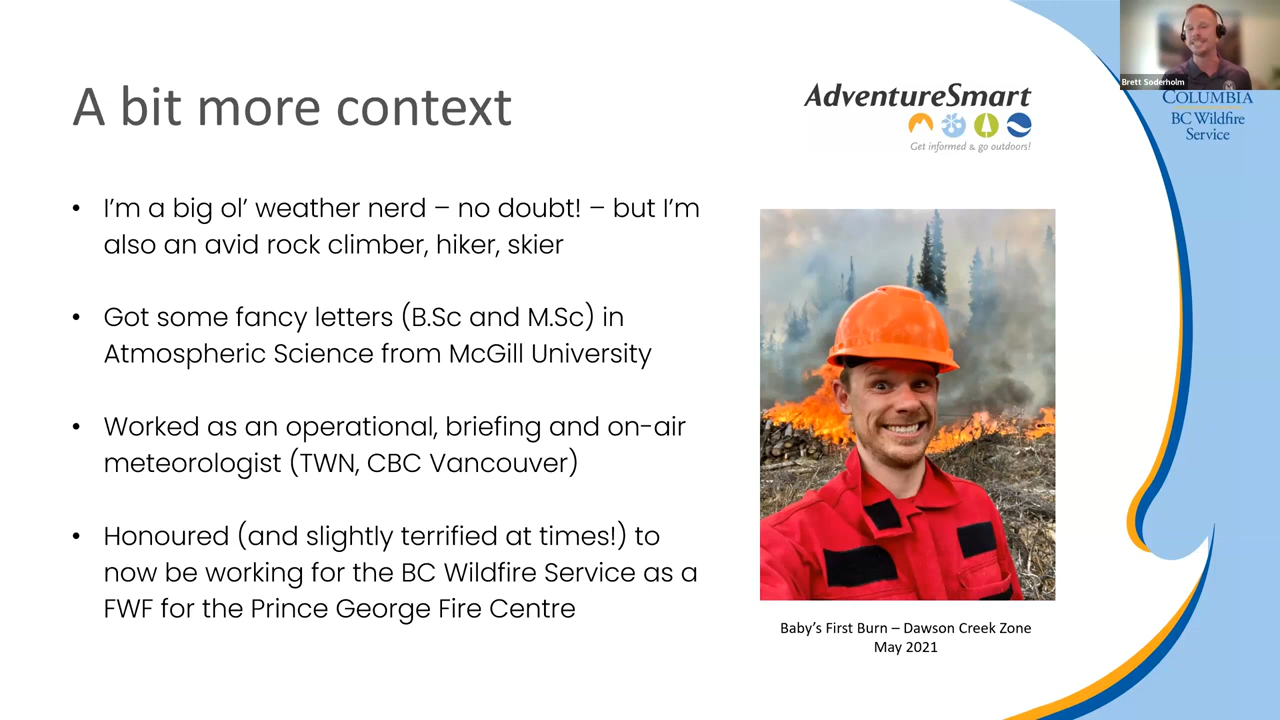 A bit more context
AdventureSmart
Get informed & go outdoors!
Brett Soderholm
COLUMBIA
BC Wildfire
Service
• I’m a big ol’ weather nerd – no doubt! – but I’m
also an avid rock climber, hiker, skier
• Got some fancy letters (B.Sc and M.Sc) in
Atmospheric Science from McGill University
• Worked as an operational, briefing and on-air
meteorologist (TWN, CBC Vancouver)
• Honoured (and slightly terrified at times!) to
now be working for the BC Wildfire Service as a
FWF for the Prince George Fire Centre
Baby’s First Burn – Dawson Creek Zone
May 2021